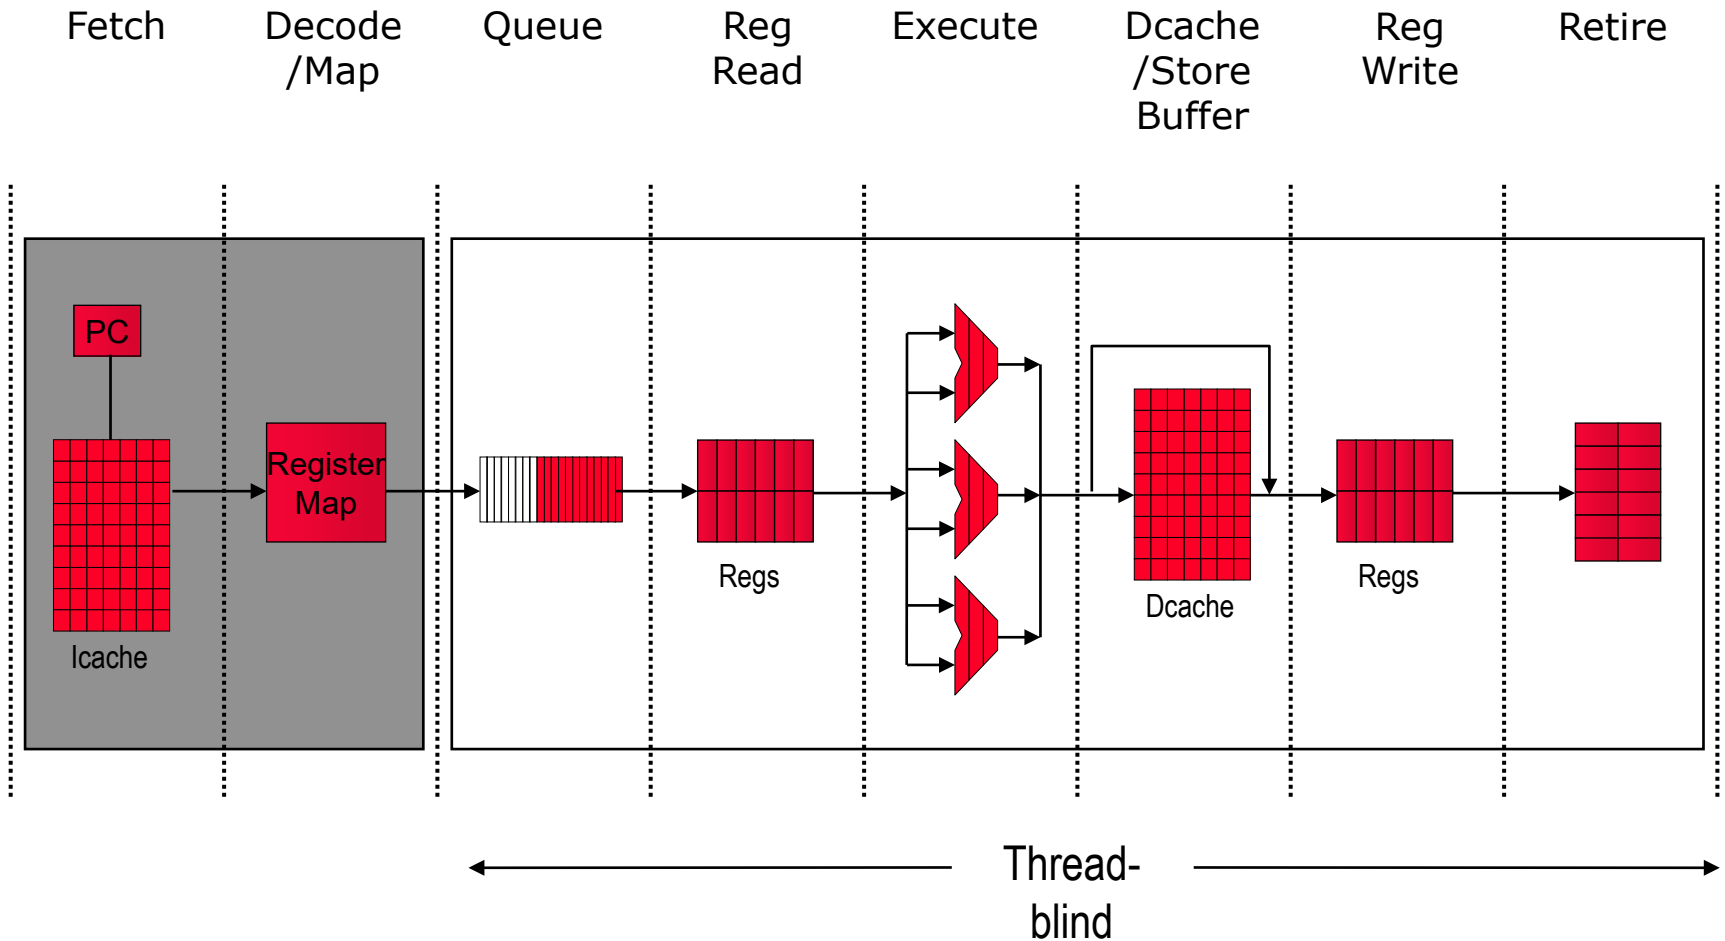 Fetch
Decode
/Map
Queue
Reg
Read
Execute
Dcache
/Store
Buffer
Reg
Write
Retire
PC
Icache
Register
Map
Regs
Dcache
Regs
Thread-
blind